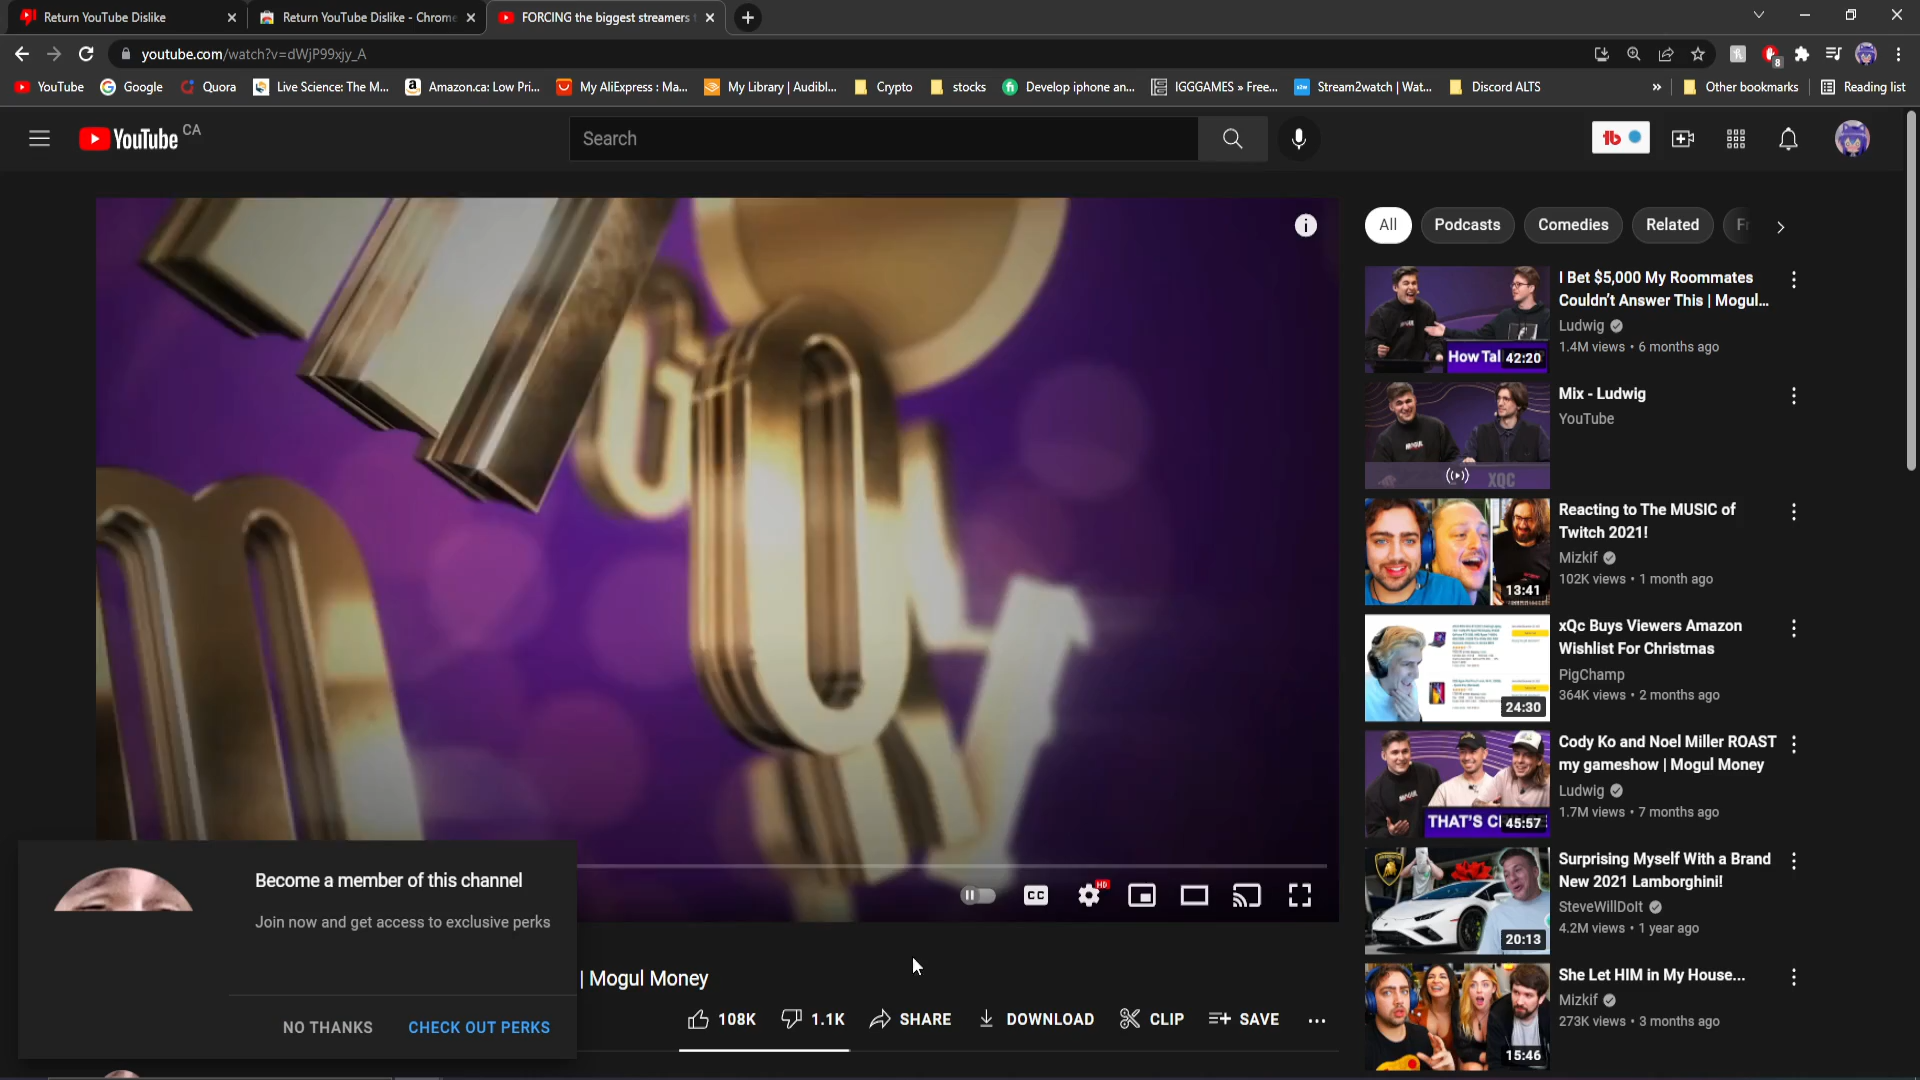 Return YouTube Dislike
Return YouTube Dislike - Chrome
FORCING the biggest streamers
youtube.com/watch?v=dWjP99xjy_A
8
YouTube
Google
Quora
Live Science: The M...
Amazon.ca: Low Pri...
My AliExpress : Ma...
My Library | Audibl...
Crypto
stocks
Develop iphone an...
IGGGAMES » Free...
Stream2watch | Wat...
Discord ALTS
»
Other bookmarks
Reading list
YouTube CA
Search
tb
All
Podcasts
Comedies
Related
I Bet $5,000 My Roommates
Couldn't Answer This | Mogul...
Ludwig
1.4M views • 6 months ago
How Tal
42:20
Mix - Ludwig
YouTube
XQC
Reacting to The MUSIC of
Twitch 2021!
Mizkif
102K views • 1 month ago
13:41
xQc Buys Viewers Amazon
Wishlist For Christmas
PigChamp
364K views • 2 months ago
24:30
Cody Ko and Noel Miller ROAST
my gameshow | Mogul Money
Ludwig
1.7M views • 7 months ago
THAT'S C
45:57
Surprising Myself With a Brand
New 2021 Lamborghini!
SteveWillDoIt
4.2M views • 1 year ago
20:13
She Let HIM in My House...
Mizkif
273K views • 3 months ago
15:46
CC
HD
Become a member of this channel
Join now and get access to exclusive perks
NO THANKS
CHECK OUT PERKS
| Mogul Money
108K
1.1K
SHARE
DOWNLOAD
CLIP
SAVE
...